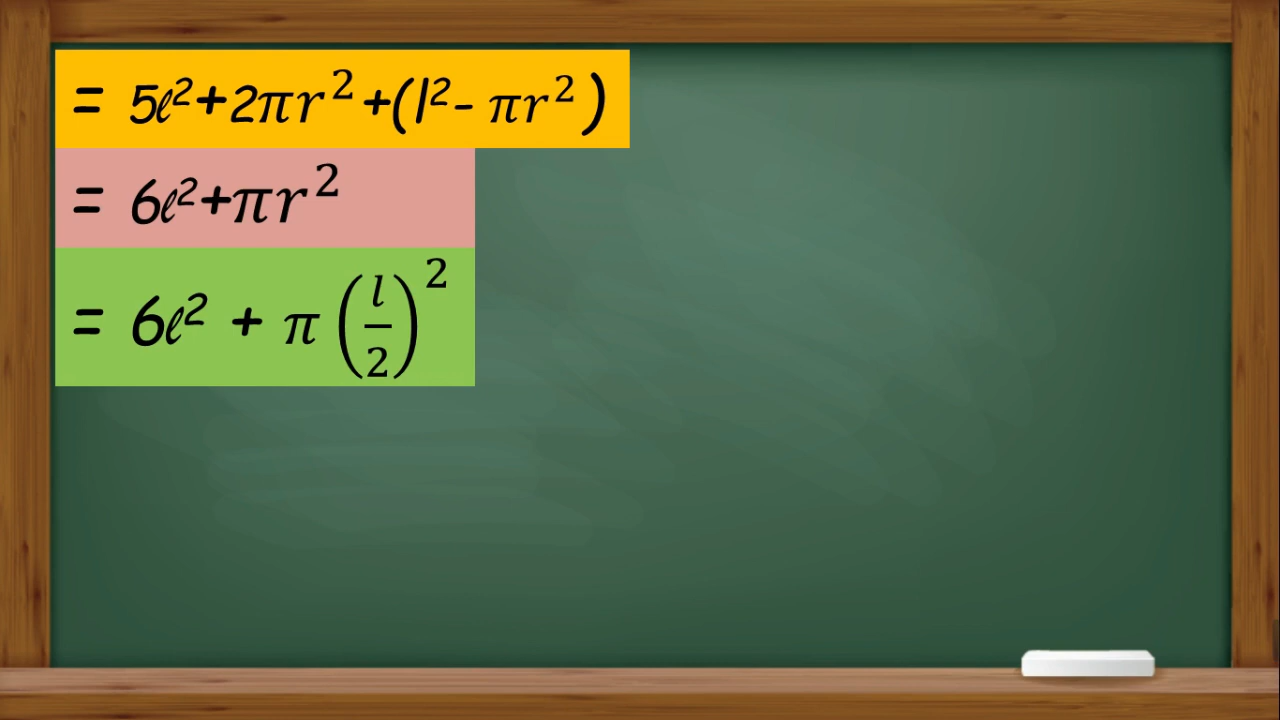 = 5ℓ²+2πr²+(l²- πr²)
= 6ℓ²+πr²
= 6ℓ² + π (l/2)²